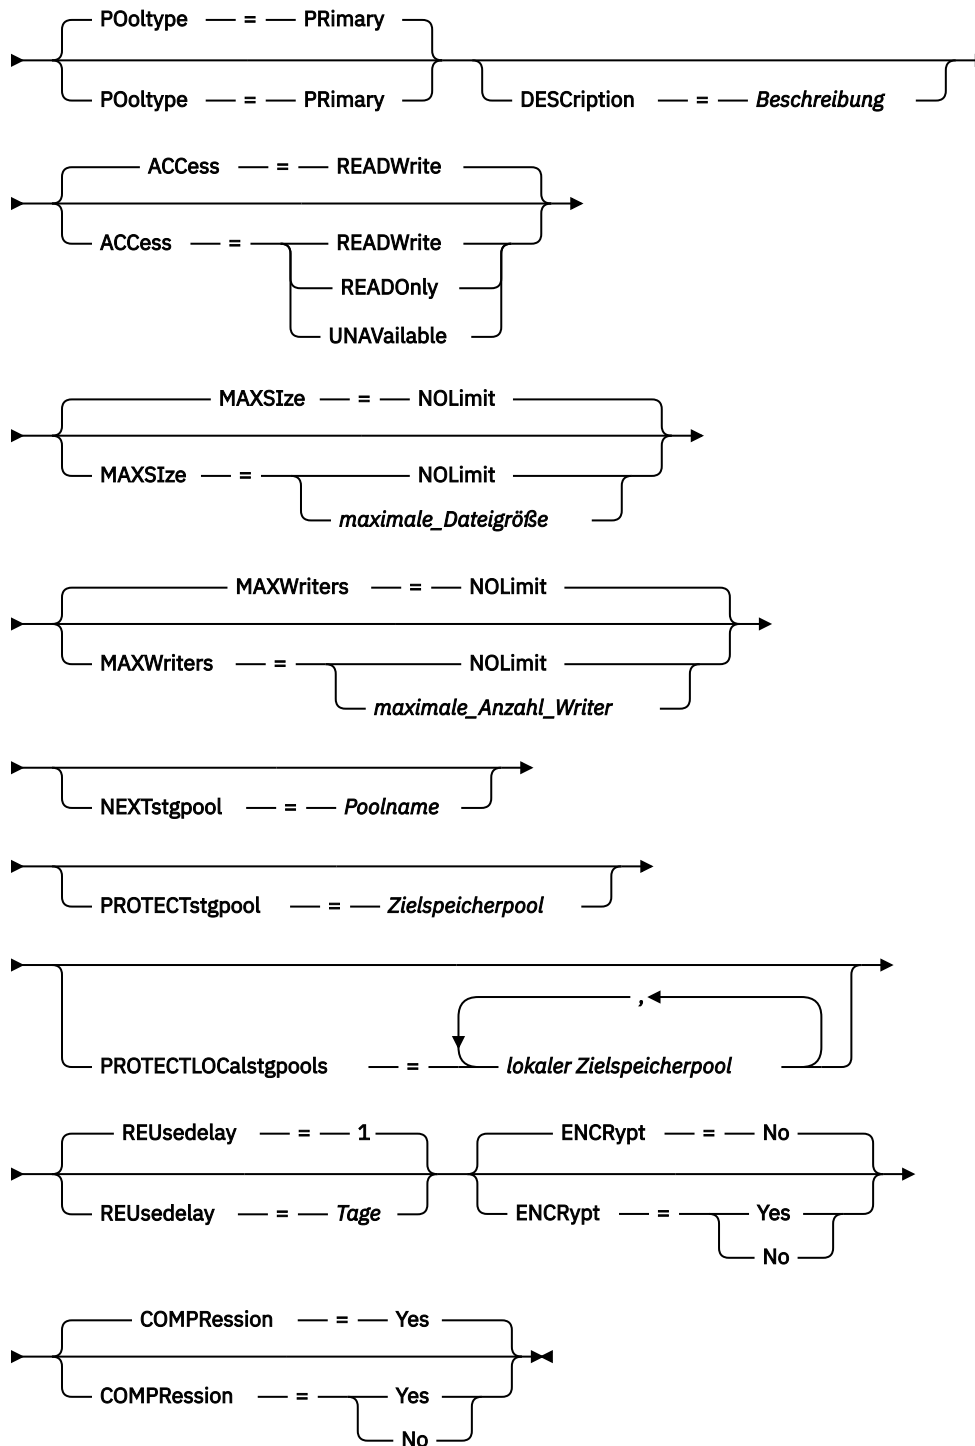 POoltype = PRimary
POoltype = PRimary DESCription = Beschreibung
ACCess = READWrite
ACCess = READWrite
READOnly
UNAVailable
MAXSIze = NOLimit
MAXSIze = NOLimit
maximale_Dateigröße
MAXWriters = NOLimit
MAXWriters = NOLimit
maximale_Anzahl_Writer
NEXTstgpool = Poolname
PROTECTstgpool = Zielspeicherpool
,
PROTECTLOCalstgpools = lokaler Zielspeicherpool
REUsedelay = 1 ENCRypt = No
REUsedelay = Tage ENCRypt = Yes
No
COMPRession = Yes
COMPRession = Yes
No